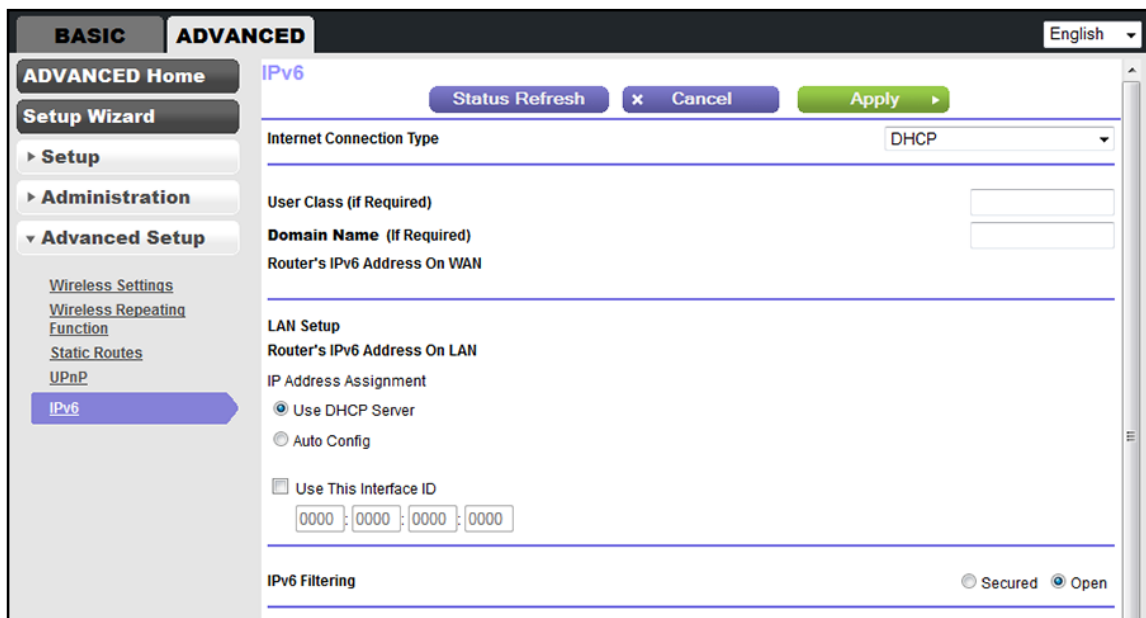 BASIC
ADVANCED
English
ADVANCED Home
Setup Wizard
Setup
Administration
Advanced Setup
Wireless Settings
Wireless Repeating
Function
Static Routes
UPnP
IPv6
IPv6
Status Refresh
x Cancel
Apply
Internet Connection Type
DHCP
User Class (if Required)
Domain Name (If Required)
Router's IPv6 Address On WAN
LAN Setup
Router's IPv6 Address On LAN
IP Address Assignment
Use DHCP Server
Auto Config
Use This Interface ID
0000 : 0000 : 0000 : 0000
IPv6 Filtering
Secured Open